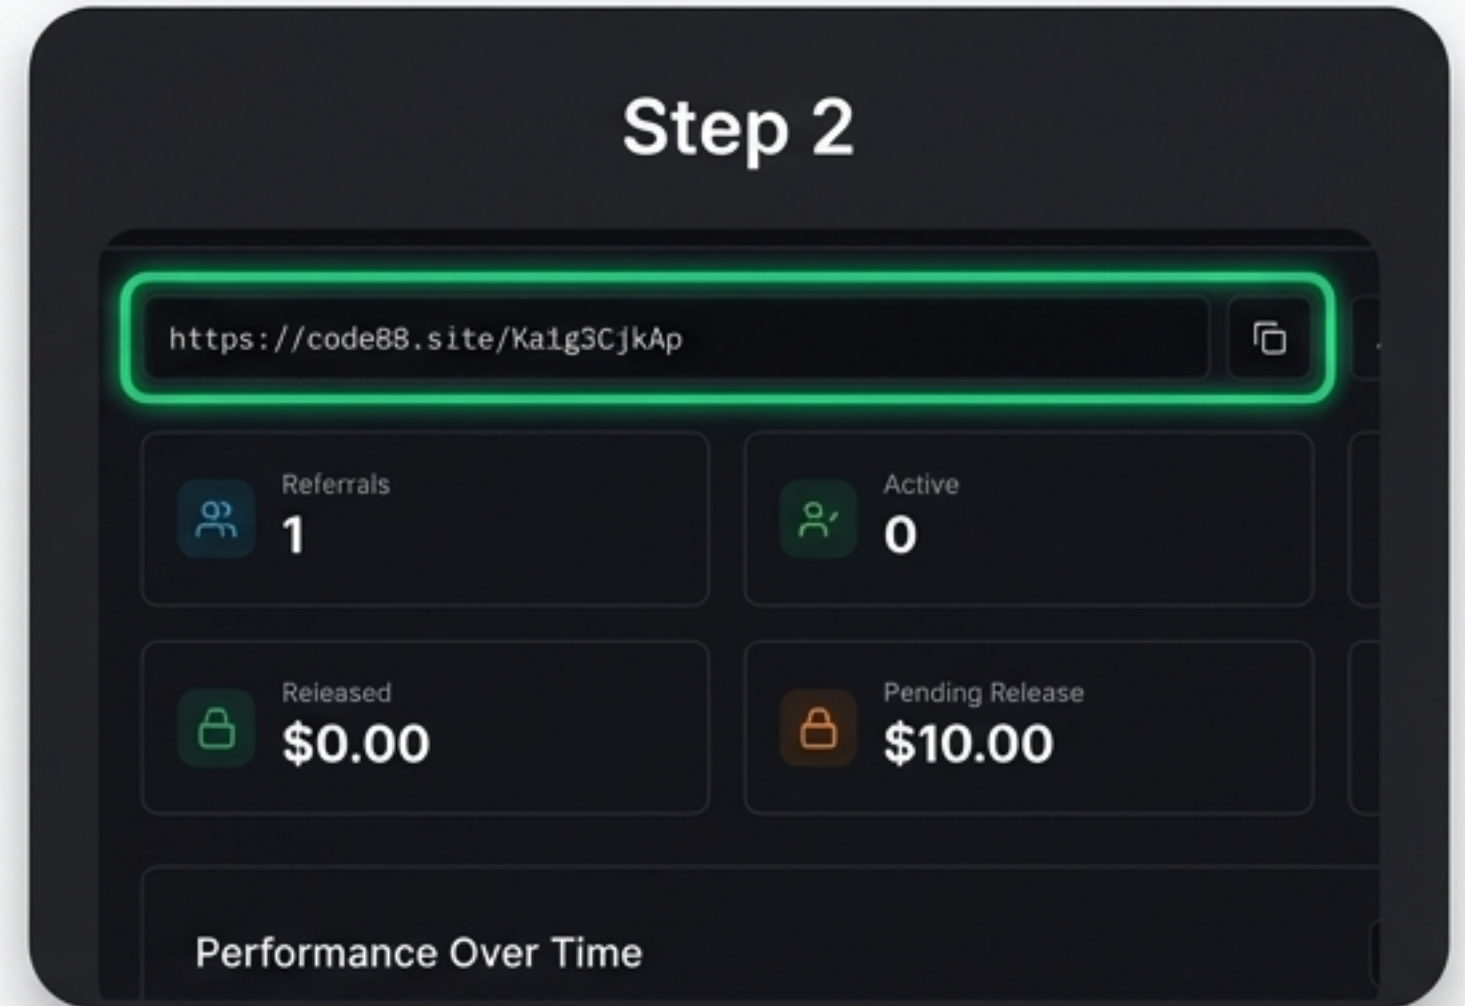 Step 2
https://code88.site/Ka1g3CjkAp
Referrals
1
Active
0
Reieased
$0.00
Pending Release
$10.00
Performance Over Time